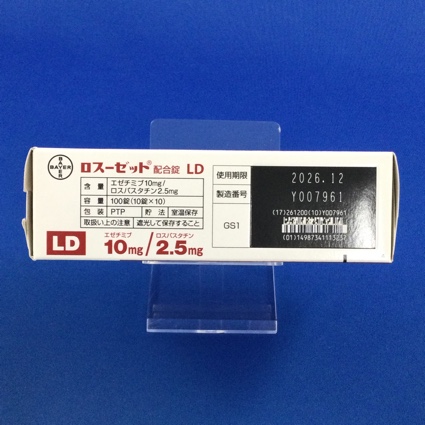 BAYER
BAYER
ロスーゼット® 配合錠 LD
含量 エゼチミブ10mg/
ロスバスタチン2.5mg
容量 100錠(10錠×10)
包装 PTP 貯法 室温保存
取扱い上の注意 遮光して保存すること
LD
エゼチミブ ロスバスタチン
10mg/2.5mg
使用期限 2026.12
製造番号 Y007961
GS1
(17)261200(10)Y007961